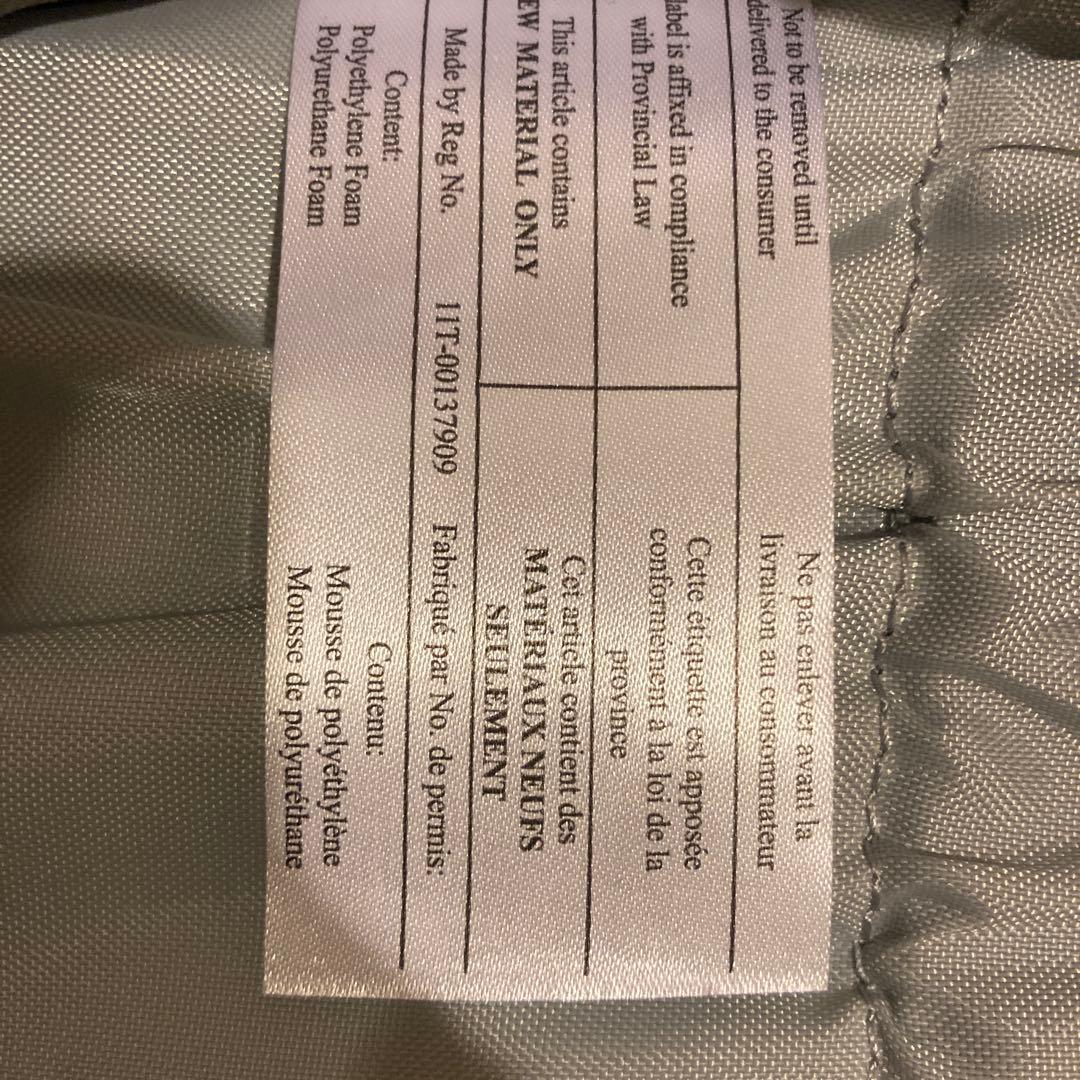 Not to be removed until
delivered to the consumer
Ne pas enlever avant la
livraison au consommateur
label is affixed in compliance
with Provincial Law
Cette étiquette est apposée
conformément à la loi de la
province
This article contains
EW MATERIAL ONLY
Cet article contient des
MATÉRIAUX NEUFS
SEULEMENT
Made by Reg No. 11T-00137909 Fabriqué par No. de permis:
Content:
Polyethylene Foam
Polyurethane Foam
Contenu:
Mousse de polyéthylène
Mousse de polyuréthane